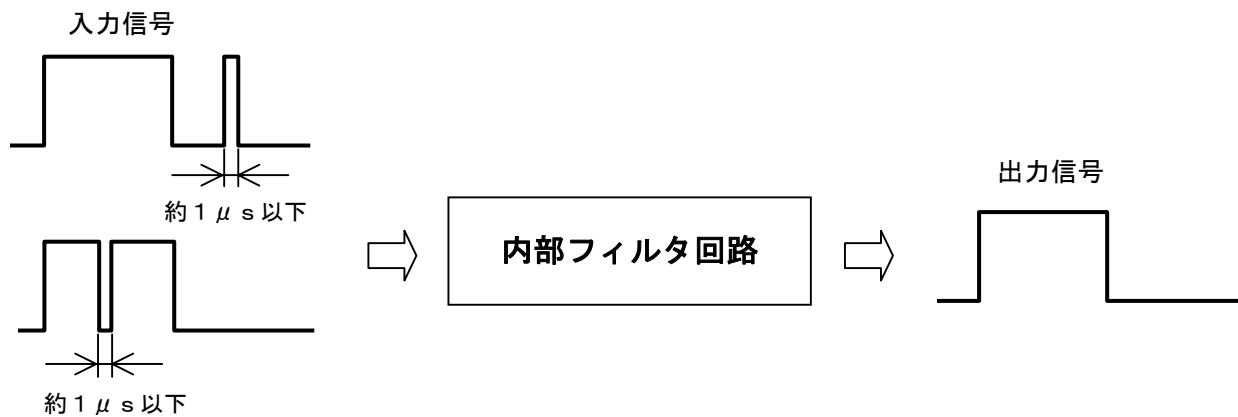 入力信号
約１μｓ以下
出力信号
内部フィルタ回路
約１μｓ以下